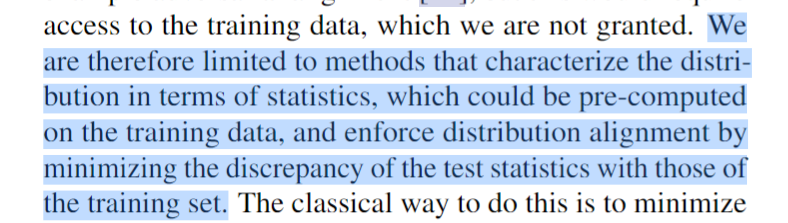 access to the training data, which we are not granted. We
are therefore limited to methods that characterize the distri-
bution in terms of statistics, which could be pre-computed
on the training data, and enforce distribution alignment by
minimizing the discrepancy of the test statistics with those of
the training set. The classical way to do this is to minimize